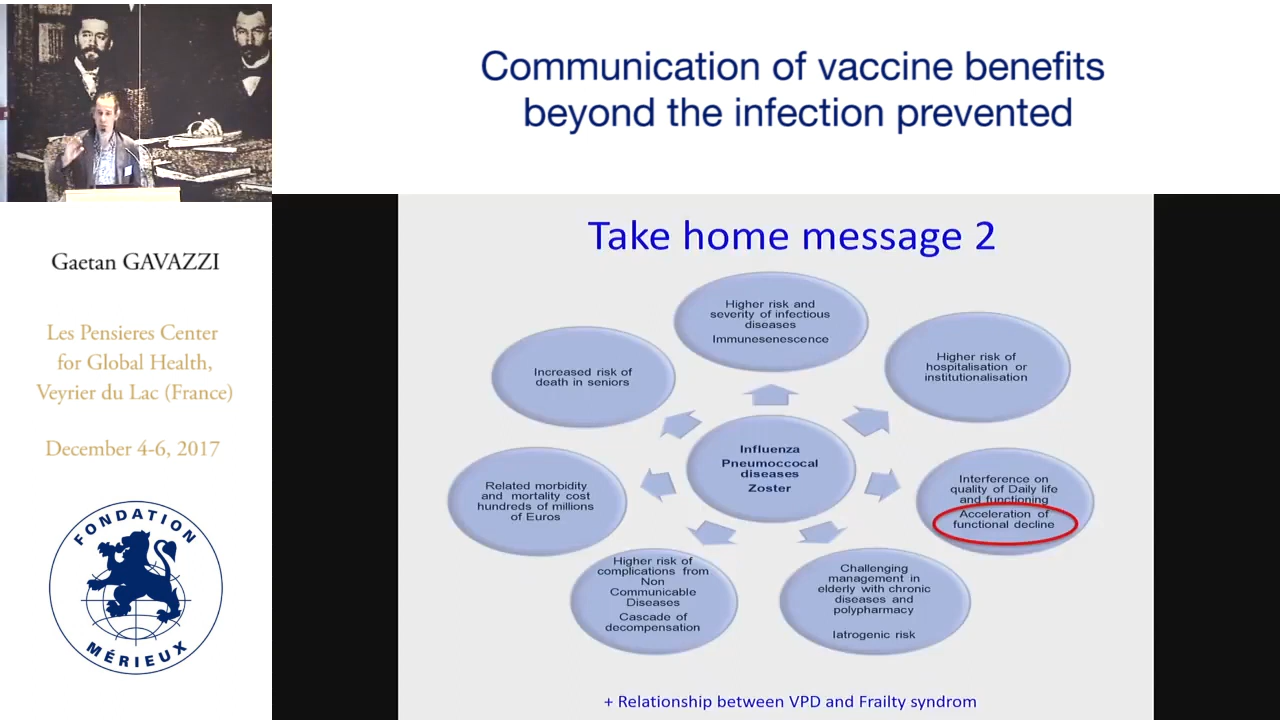 Communication of vaccine benefits
beyond the infection prevented
Gaetan GAVAZZI
Les Pensieres Center
for Global Health,
Veyrier du Lac (France)
December 4-6, 2017
FONDATION
MÉRIEUX
Take home message 2
Higher risk and
severity of infectious
diseases
Immunesenescence
Higher risk of
hospitalisation or
institutionalisation
Interference on
quality of Daily life
and functioning
Acceleration of
functional decline
Challenging
management in
elderly with chronic
diseases and
polypharmacy
Iatrogenic risk
Higher risk of
complications from
Non
Communicable
Diseases
Cascade of
decompensation
Related morbidity
and mortality cost
hundreds of millions
of Euros
Increased risk of
death in seniors
Influenza
Pneumoccocal
diseases
Zoster
+ Relationship between VPD and Frailty syndrom